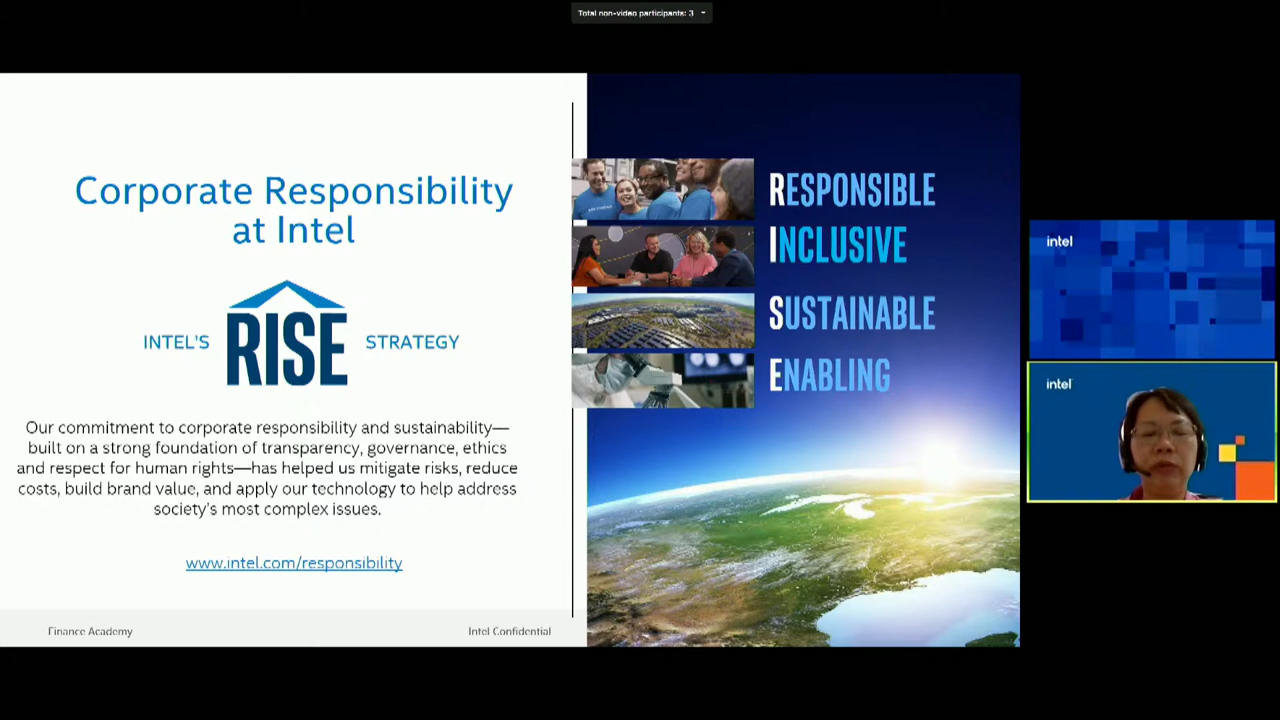 Total non-video participants: 3
Corporate Responsibility
at Intel
INTEL'S RISE STRATEGY
Our commitment to corporate responsibility and sustainability—
built on a strong foundation of transparency, governance, ethics
and respect for human rights—has helped us mitigate risks, reduce
costs, build brand value, and apply our technology to help address
society's most complex issues.
www.intel.com/responsibility
Finance Academy
Intel Confidential
RESPONSIBLE
INCLUSIVE
SUSTAINABLE
ENABLING
intel
intel